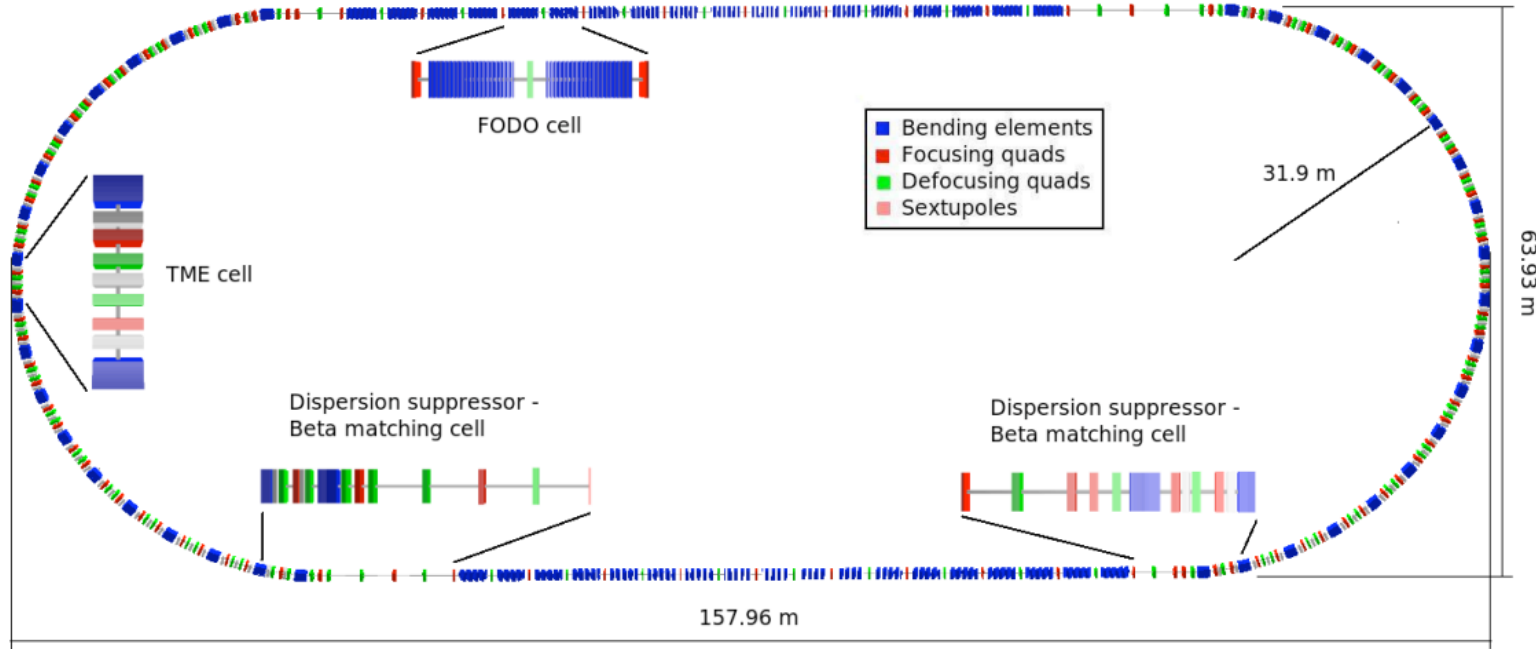 FODO cell
Bending elements
Focusing quads
Defocusing quads
Sextupoles
31.9 m
63.93 m
TME cell
Dispersion suppressor -
Beta matching cell
Dispersion suppressor -
Beta matching cell
157.96 m